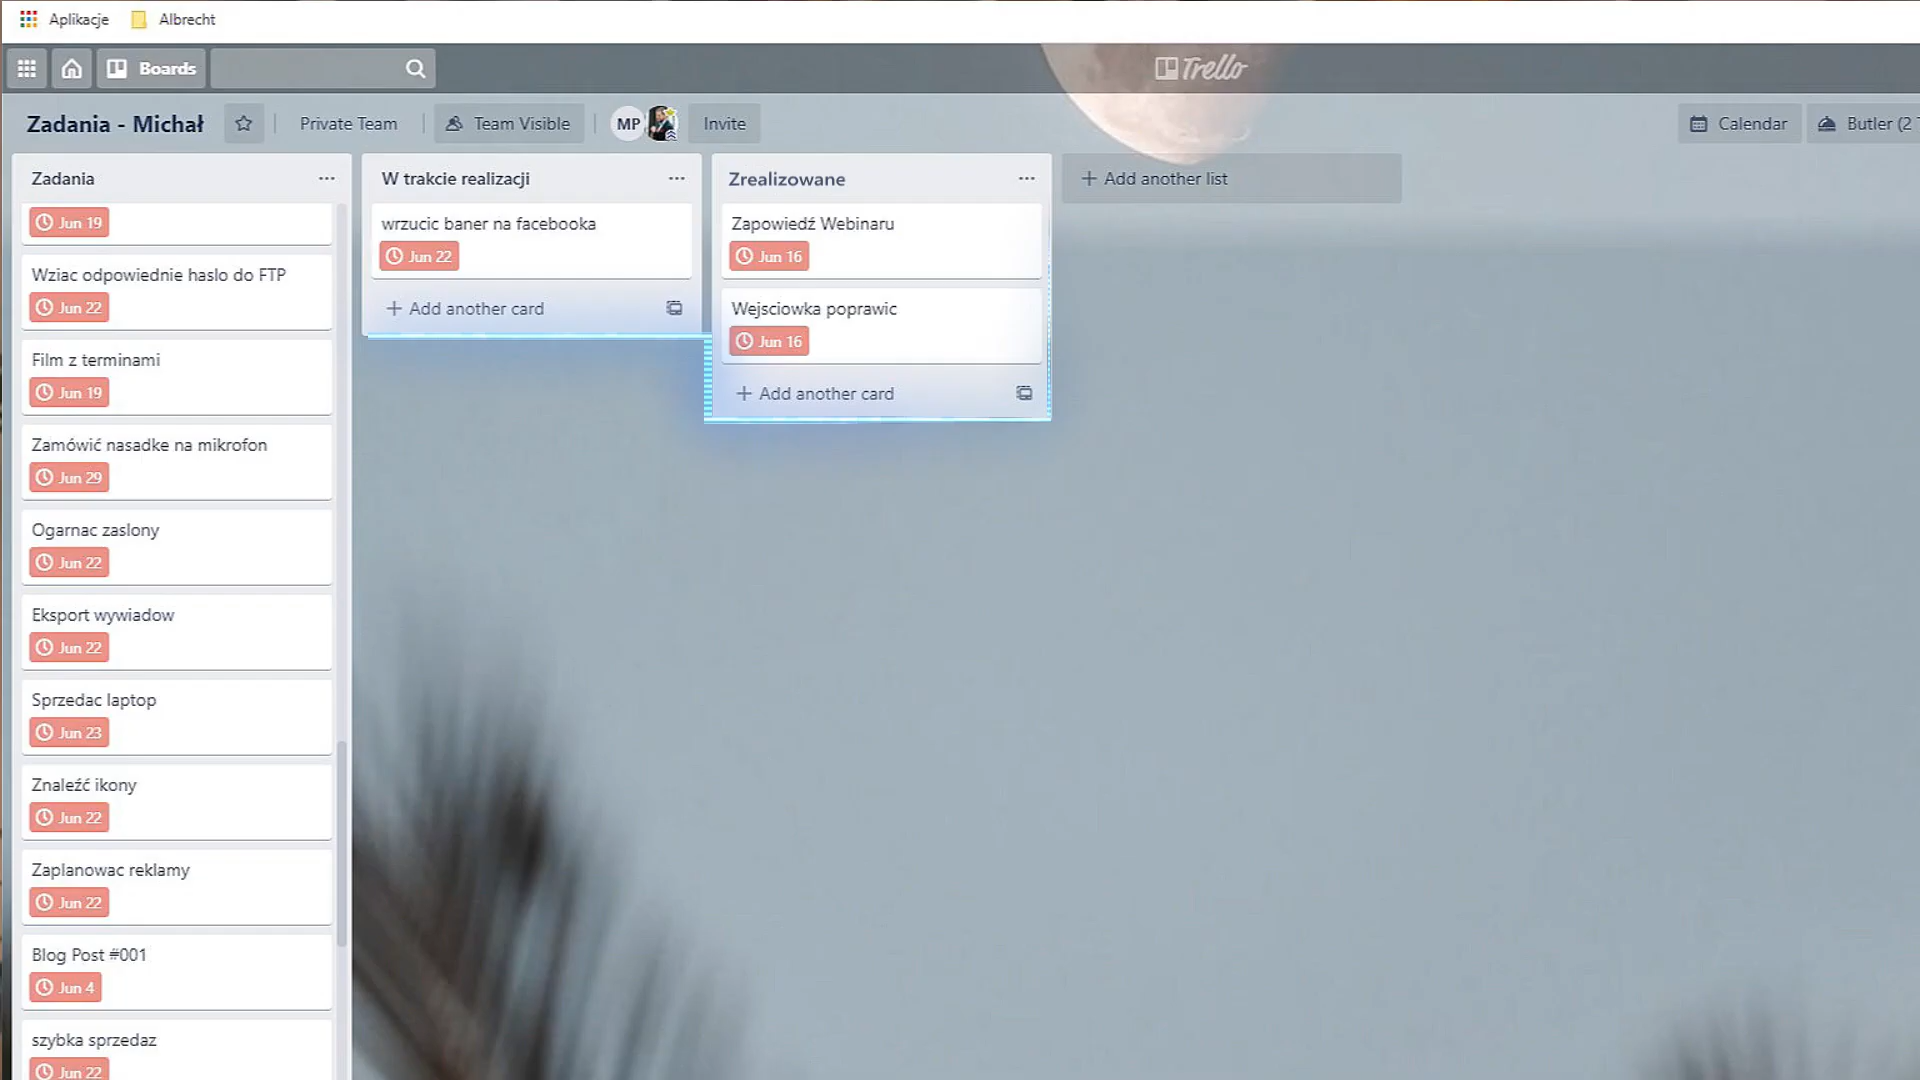 Aplikacje
Albrecht
Boards
Trello
Zadania - Michał
Private Team
Team Visible
MP
Invite
Calendar
Butler (2 T
Zadania
Jun 19
Wziac odpowiednie haslo do FTP
Jun 22
Film z terminami
Jun 19
Zamówić nasadke na mikrofon
Jun 29
Ogarnac zaslony
Jun 22
Eksport wywiadow
Jun 22
Sprzedac laptop
Jun 23
Znaleźć ikony
Jun 22
Zaplanowac reklamy
Jun 22
Blog Post #001
Jun 4
szybka sprzedaz
Jun 22
W trakcie realizacji
wrzucic baner na facebooka
Jun 22
+ Add another card
Zrealizowane
Zapowiedź Webinaru
Jun 16
Wejsciowka poprawic
Jun 16
+ Add another card
+ Add another list